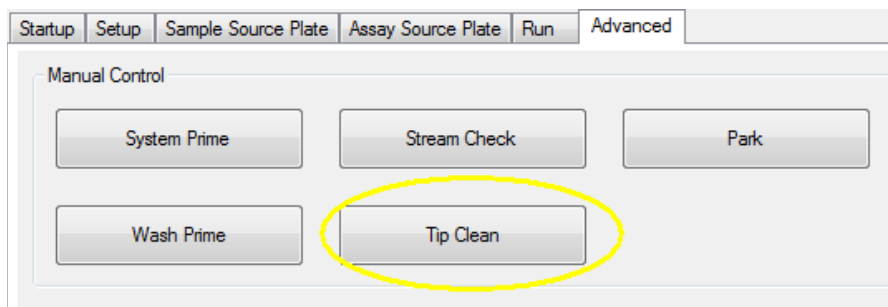 Startup Setup Sample Source Plate Assay Source Plate Run Advanced
Manual Control
System Prime Stream Check Park
Wash Prime Tip Clean